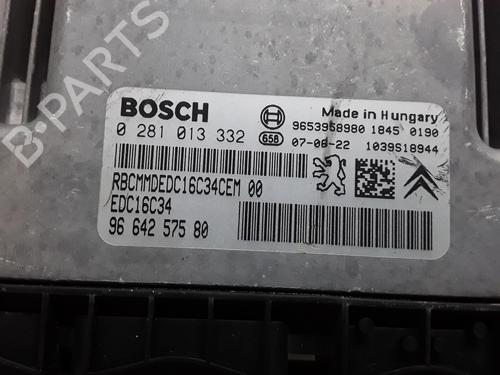 B-PARTS
BOSCH
Made in Hungary
9653958980 1845 0190
0 281 013 332 658 07-08-22 1039S18944
RBCMMDEDC16C34CEM 00
EDC16C34
96 642 575 80